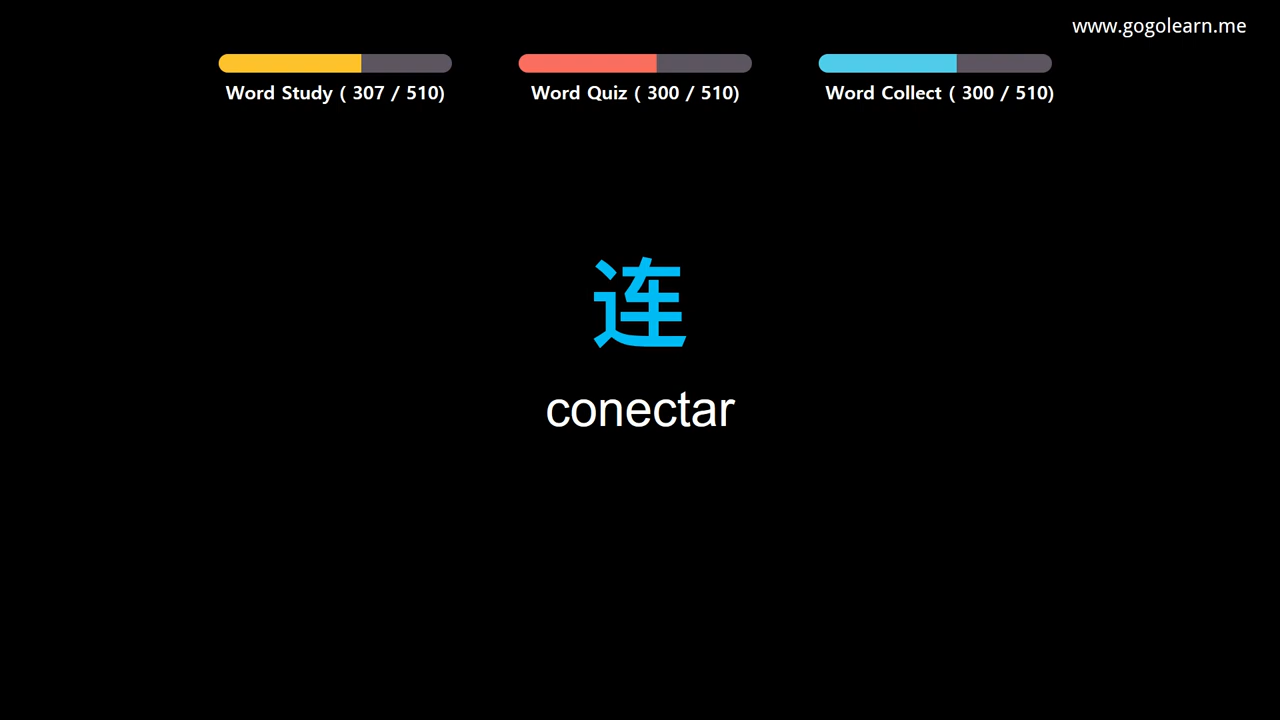 www.gogolearn.me
Word Study ( 307 / 510)
Word Quiz ( 300 / 510)
Word Collect ( 300 / 510)
连
conectar